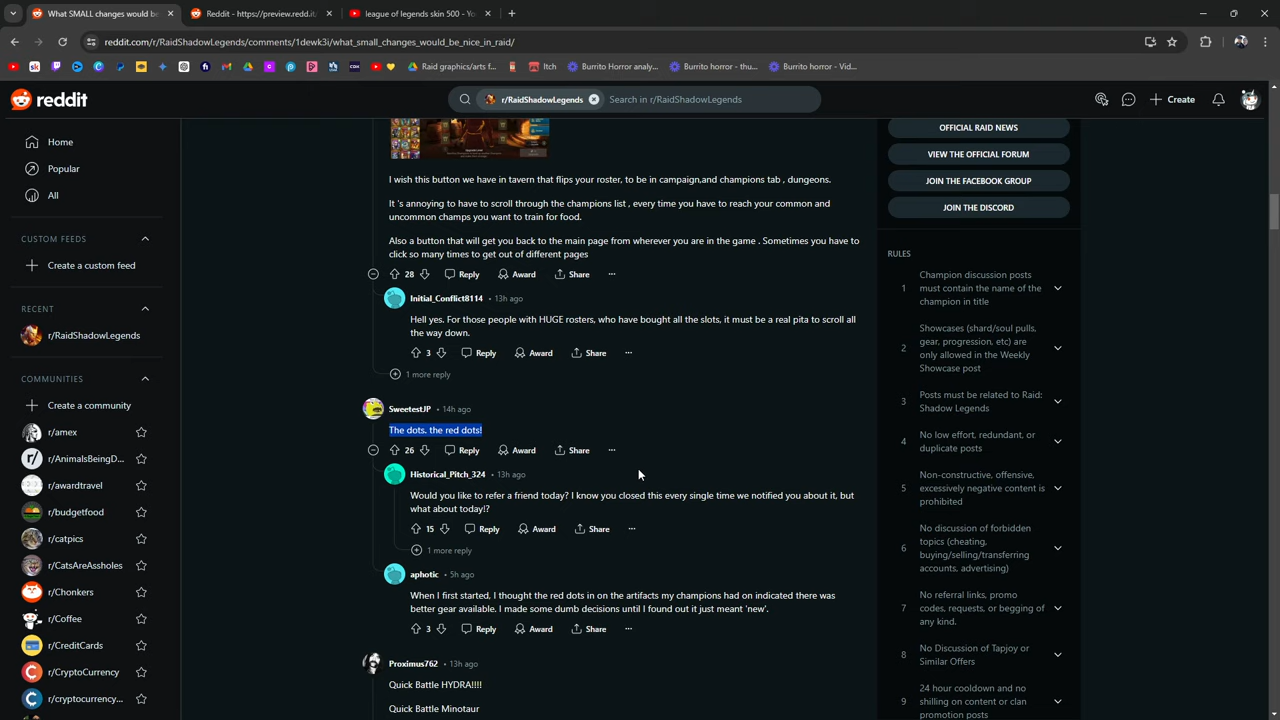 What SMALL changes would be
Reddit - https://preview.redd.it
league of legends skin 500 - Yo
reddit.com/r/RaidShadowLegends/comments/1dewk3i/what_small_changes_would_be_nice_in_raid/
Raid graphics/arts f...
Itch
Burrito Horror analy...
Burrito horror - thu...
Burrito horror - Vid...
reddit
r/RaidShadowLegends
Search in r/RaidShadowLegends
Create
Home
Popular
All
CUSTOM FEEDS
Create a custom feed
RECENT
r/RaidShadowLegends
COMMUNITIES
Create a community
r/amex
r/AnimalsBeingD...
r/awardtravel
r/budgetfood
r/catpics
r/CatsAreAssholes
r/Chonkers
r/Coffee
r/CreditCards
r/CryptoCurrency
r/cryptocurrency...
I wish this button we have in tavern that flips your roster, to be in campaign,and champions tab , dungeons.
It 's annoying to have to scroll through the champions list , every time you have to reach your common and
uncommon champs you want to train for food.
Also a button that will get you back to the main page from wherever you are in the game . Sometimes you have to
click so many times to get out of different pages
28 Reply Award Share ...
Initial_Conflict8114 • 13h ago
Hell yes. For those people with HUGE rosters, who have bought all the slots, it must be a real pita to scroll all
the way down.
3 Reply Award Share ...
1 more reply
SweetestJP • 14h ago
The dots. the red dots!
26 Reply Award Share ...
Historical_Pitch_324 • 13h ago
Would you like to refer a friend today? I know you closed this every single time we notified you about it, but
what about today!?
15 Reply Award Share ...
1 more reply
aphotic • 5h ago
When I first started, I thought the red dots in on the artifacts my champions had on indicated there was
better gear available. I made some dumb decisions until I found out it just meant 'new'.
3 Reply Award Share ...
Proximus762 • 13h ago
Quick Battle HYDRA!!!!
Quick Battle Minotaur
OFFICIAL RAID NEWS
VIEW THE OFFICIAL FORUM
JOIN THE FACEBOOK GROUP
JOIN THE DISCORD
RULES
1 Champion discussion posts
must contain the name of the
champion in title
2 Showcases (shard/soul pulls,
gear, progression, etc) are
only allowed in the Weekly
Showcase post
3 Posts must be related to Raid:
Shadow Legends
4 No low effort, redundant, or
duplicate posts
5 Non-constructive, offensive,
excessively negative content is
prohibited
6 No discussion of forbidden
topics (cheating,
buying/selling/transferring
accounts, advertising)
7 No referral links, promo
codes, requests, or begging of
any kind.
8 No Discussion of Tapjoy or
Similar Offers
9 24 hour cooldown and no
shilling on content or clan
promotion posts